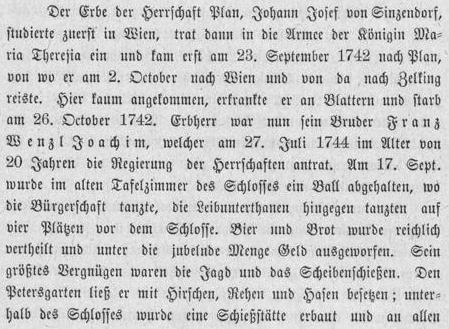 Der Erbe der Herrschaft Plan, Johann Josef von Sinzendorf,
studierte zuerst in Wien, trat dann in die Armee der Königin Ma-
ria Theresia ein und kam erst am 23. September 1742 nach Plan,
von wo er am 2. October nach Wien und von da nach Zelking
reiste. Hier kaum angekommen, erkrankte er an Blattern und starb
am 26. October 1742. Erbherr war nun sein Bruder Franz
Wenzl Joachim, welcher am 27. Juli 1744 im Alter von
20 Jahren die Regierung der Herrschaften antrat. Am 17. Sept.
wurde im alten Tafelzimmer des Schlosses ein Ball abgehalten, wo
die Bürgerschaft tanzte, die Leibunterthanen hingegen tanzten auf
vier Plätzen vor dem Schlosse. Bier und Brot wurde reichlich
vertheilt und unter die jubelnde Menge Geld ausgeworfen. Sein
größtes Vergnügen waren die Jagd und das Scheibenschießen. Den
Petersgarten ließ er mit Hirschen, Rehen und Hasen besetzen; unter-
halb des Schlosses wurde eine Schießstätte erbaut und an allen